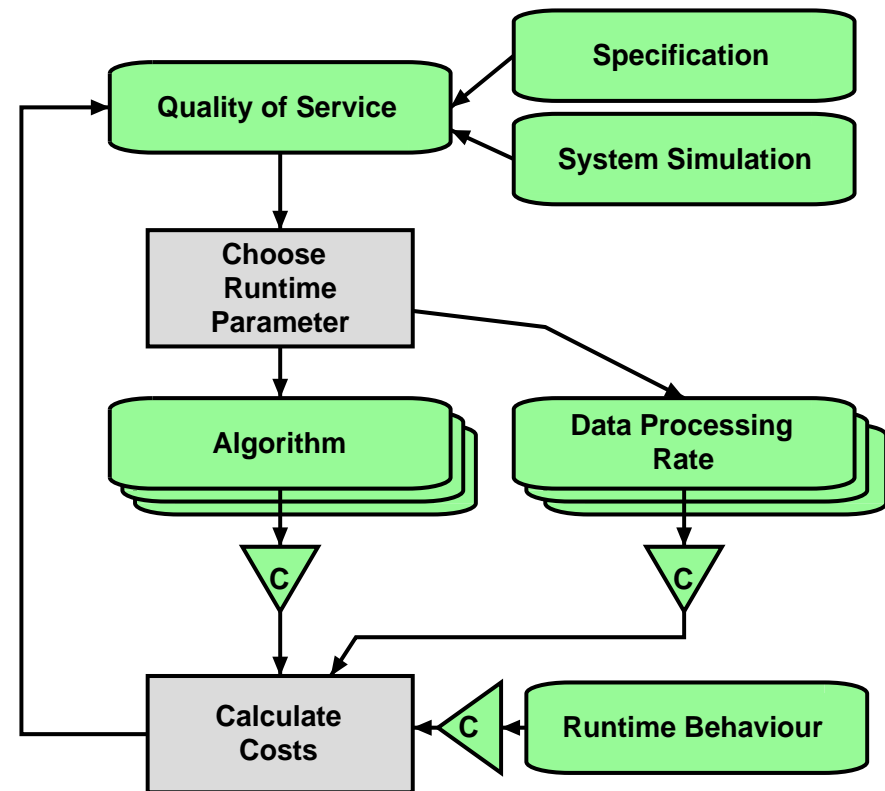 Specification
Quality of Service
System Simulation
Choose
Runtime
Parameter
Algorithm
Data Processing
Rate
C
C
Calculate
Costs
C
Runtime Behaviour